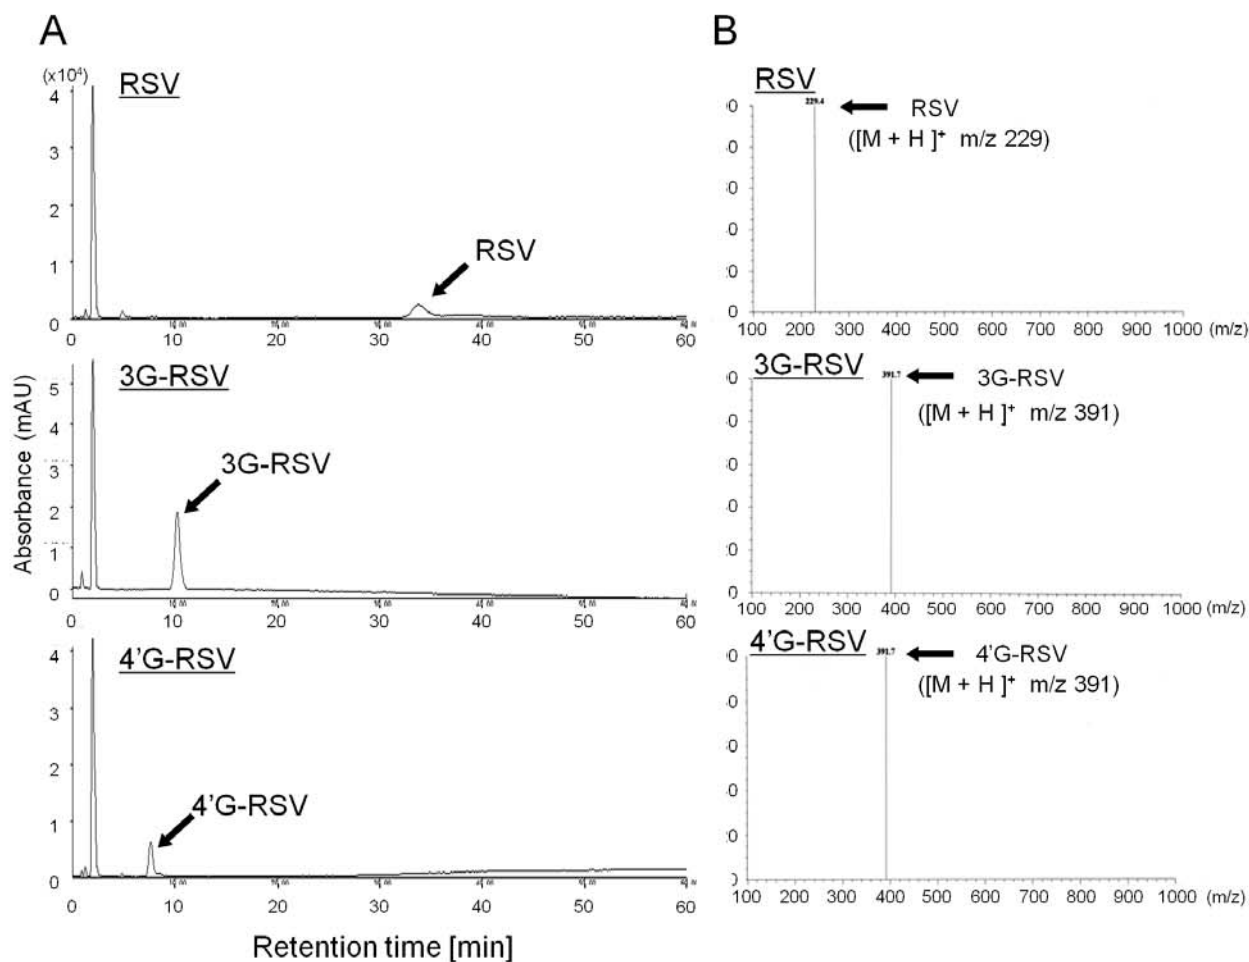 A
B
(x10⁴)
RSV
4
3
2
1
0
RSV
0 10 20 30 40 50 60
3G-RSV
5
4
3
2
1
0
3G-RSV
0 10 20 30 40 50 60
4'G-RSV
4
3
2
1
0
4'G-RSV
0 10 20 30 40 50 60
Absorbance (mAU)
Retention time [min]
RSV
229.4
RSV
([M + H ]⁺ m/z 229)
20
0
100 200 300 400 500 600 700 800 900 1000 (m/z)
3G-RSV
391.7
3G-RSV
([M + H ]⁺ m/z 391)
20
0
100 200 300 400 500 600 700 800 900 1000 (m/z)
4'G-RSV
391.7
4'G-RSV
([M + H ]⁺ m/z 391)
20
0
100 200 300 400 500 600 700 800 900 1000 (m/z)